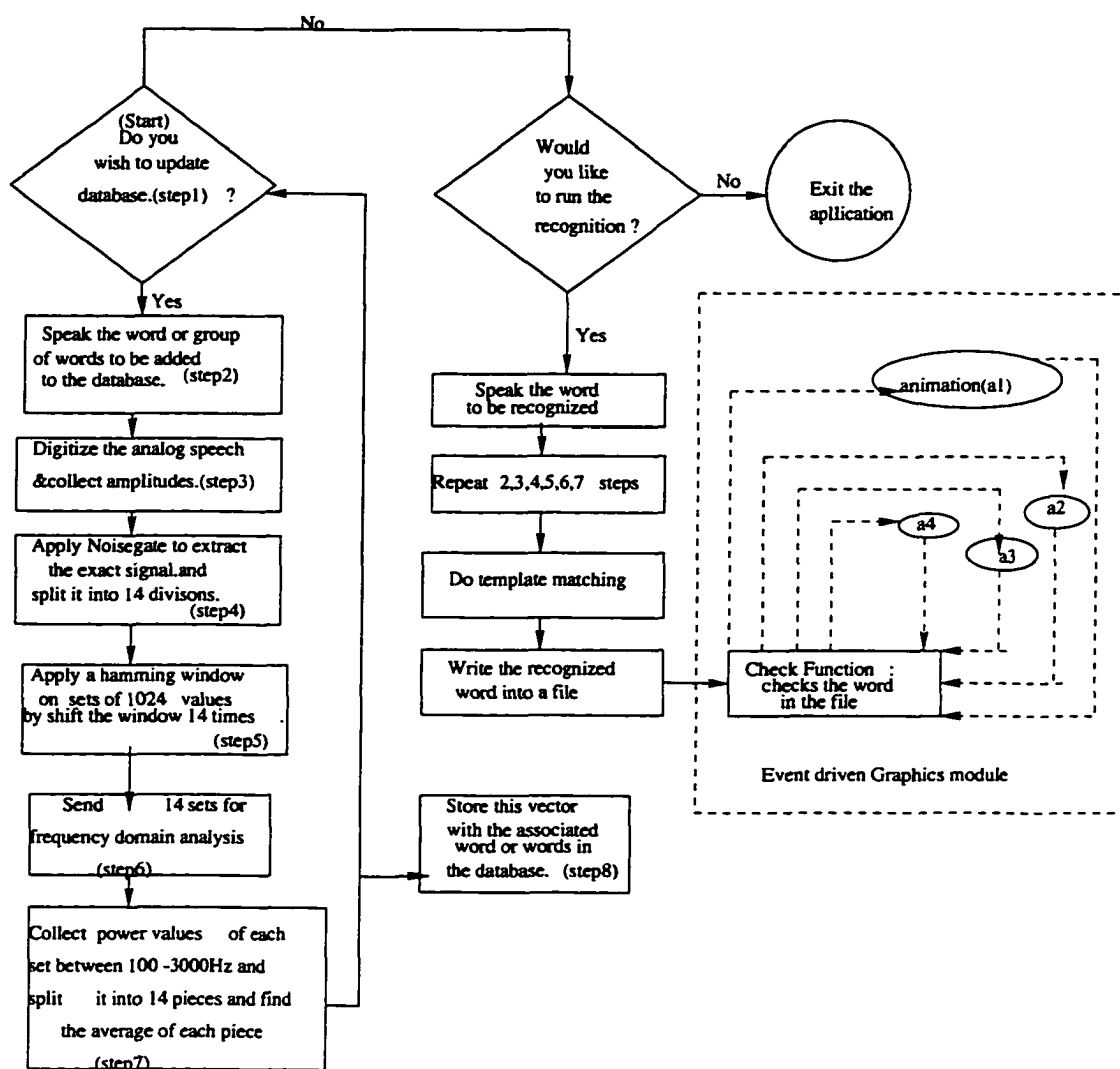 No
(Start)
Do you
wish to update
database.(step1) ?
Yes
Speak the word or group
of words to be added
to the database. (step2)
Digitize the analog speech
&collect amplitudes.(step3)
Apply Noisegate to extract
the exact signal.and
split it into 14 divisons.
(step4)
Apply a hamming window
on sets of 1024 values
by shift the window 14 times .
(step5)
Send 14 sets for
frequency domain analysis
(step6)
Collect power values of each
set between 100 -3000Hz and
split it into 14 pieces and find
the average of each piece
(step7)
Would
you like
to run the
recognition ?
No
Exit the
apllication
Yes
Speak the word
to be recognized
Repeat 2,3,4,5,6,7 steps
Do template matching
Write the recognized
word into a file
Store this vector
with the associated
word or words in
the database. (step8)
animation(a1)
a2
a4
a3
Check Function :
checks the word
in the file
Event driven Graphics module